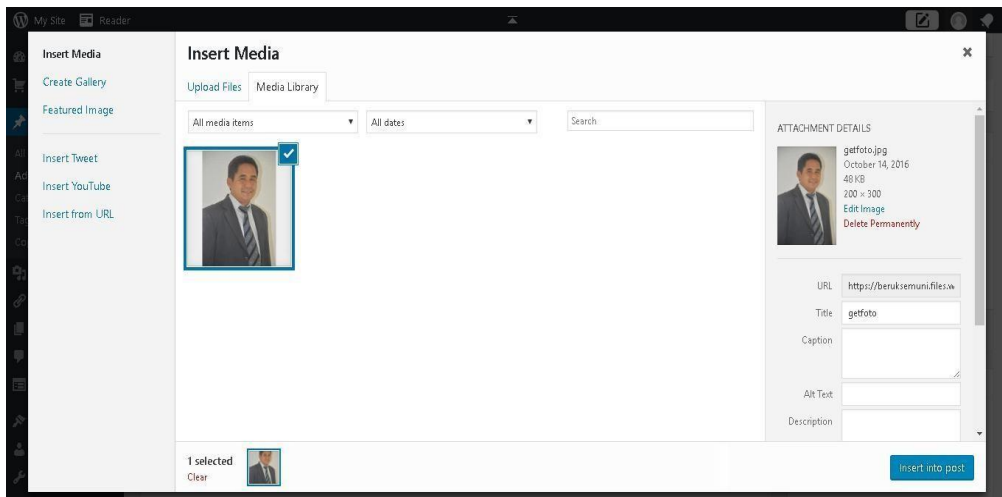 My Site Reader
Insert Media
Create Gallery
Featured Image
Insert Tweet
Insert YouTube
Insert from URL
Insert Media
Upload Files Media Library
All media items All dates Search
ATTACHMENT DETAILS
getfoto.jpg
October 14, 2016
48 KB
200 × 300
Edit Image
Delete Permanently
URL https://beruksemuni.files.w
Title getfoto
Caption
Alt Text
Description
1 selected
Clear
Insert into post